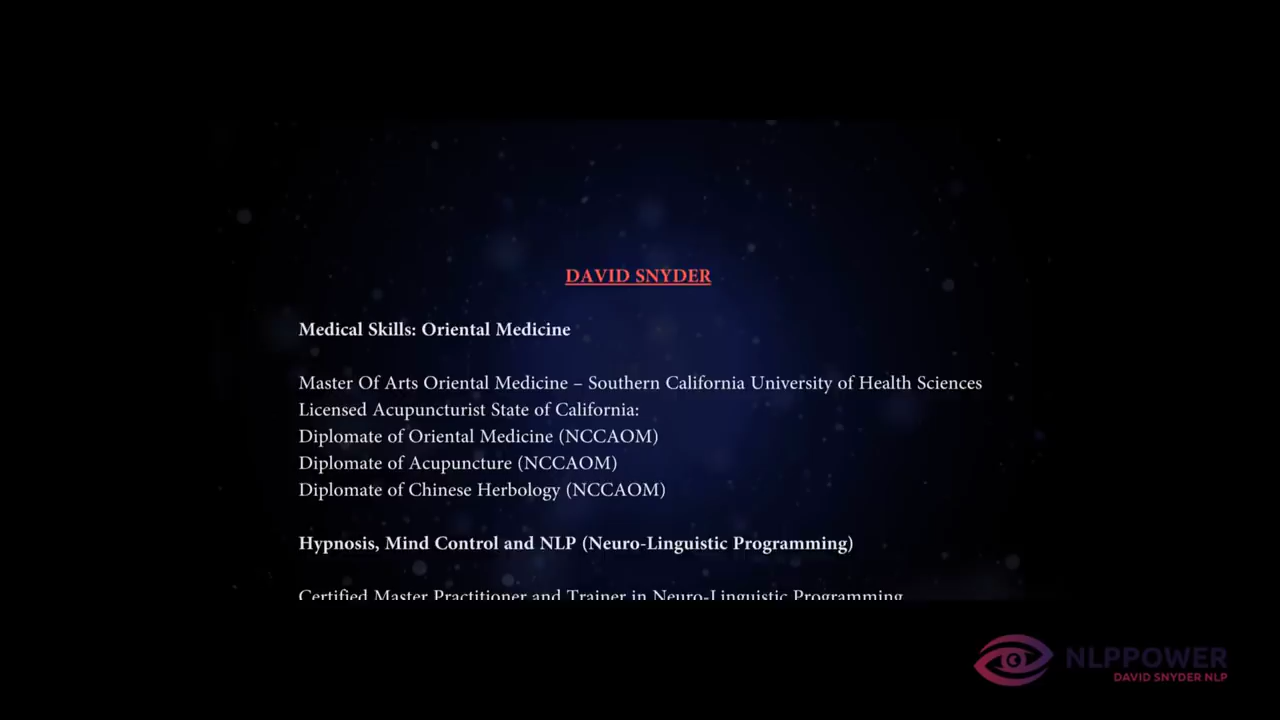 DAVID SNYDER
Medical Skills: Oriental Medicine
Master Of Arts Oriental Medicine – Southern California University of Health Sciences
Licensed Acupuncturist State of California:
Diplomate of Oriental Medicine (NCCAOM)
Diplomate of Acupuncture (NCCAOM)
Diplomate of Chinese Herbology (NCCAOM)
Hypnosis, Mind Control and NLP (Neuro-Linguistic Programming)
Certified Master Practitioner and Trainer in Neuro-Linguistic Programming
NLPPOWER
DAVID SNYDER NLP